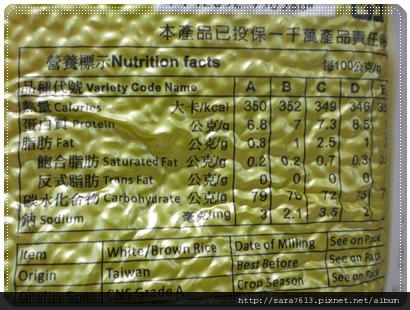 本產品已投保一千萬產品責任
營養標示Nutrition facts 每100公克/g
品種代號 Variety Code Name A B C D
熱量 Calories 大卡/kcal 350 352 349 346
蛋白質 Protein 公克/g 6.8 7 7.3 8.5
脂肪 Fat 公克/g 0.8 1 2.5 1
飽合脂肪 Saturated Fat 公克/g 0.2 0.2 0.7 0.3
反式脂肪 Trans Fat 公克/g 0 0 0 0
碳水化合物 Carbohydrate 公克/g 79 76 72 75
鈉 Sodium 毫克/mg 3 2.1 3.5 2
Item White/Brown Rice Date of Milling See on Pack
Origin Taiwan Best Before See on Pack
CNS Grade A Crop Season See on Pack
http://sara7613.pixnet.net/album